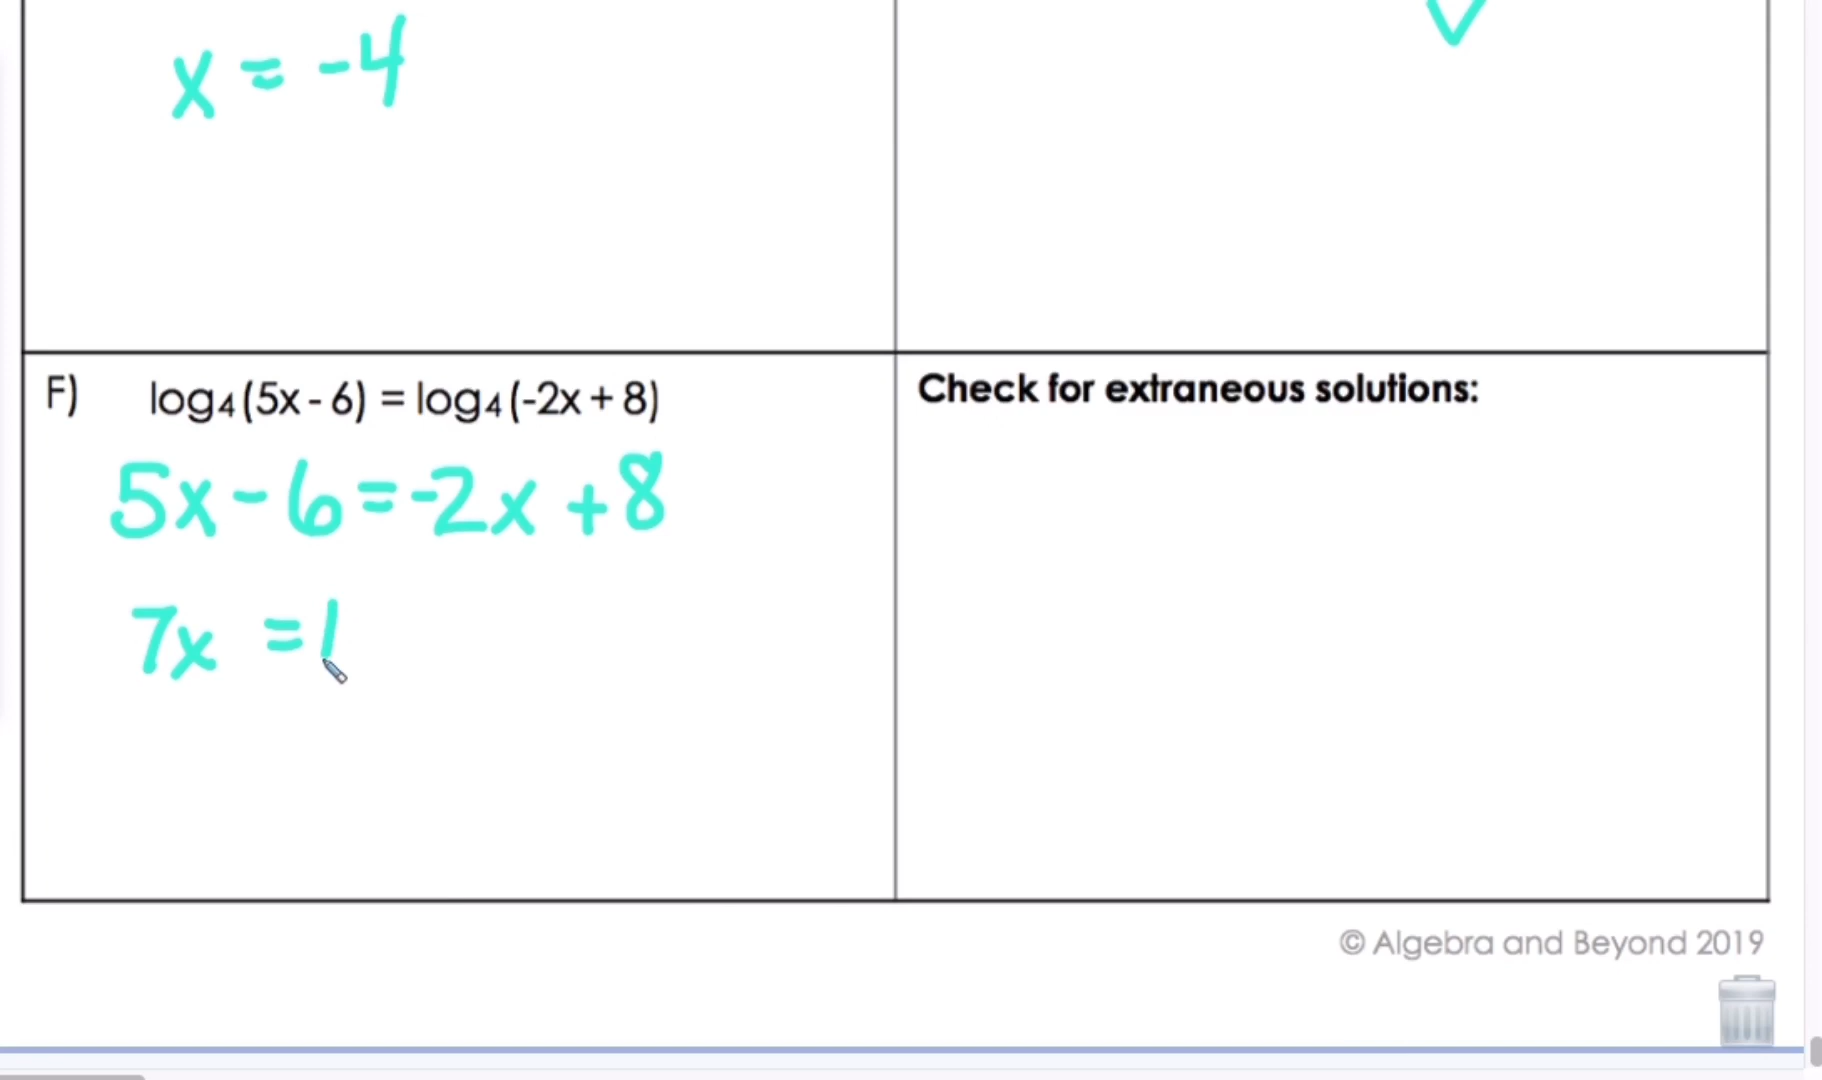 x = -4
F) log₄(5x - 6) = log₄(-2x + 8)
Check for extraneous solutions:
5x - 6 = -2x + 8
7x = 1
© Algebra and Beyond 2019